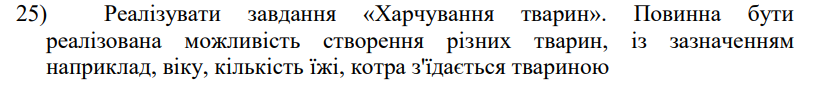 25) Реалізувати завдання «Харчування тварин». Повинна бути
реалізована можливість створення різних тварин, із зазначенням
наприклад, віку, кількість їжі, котра з'їдається твариною